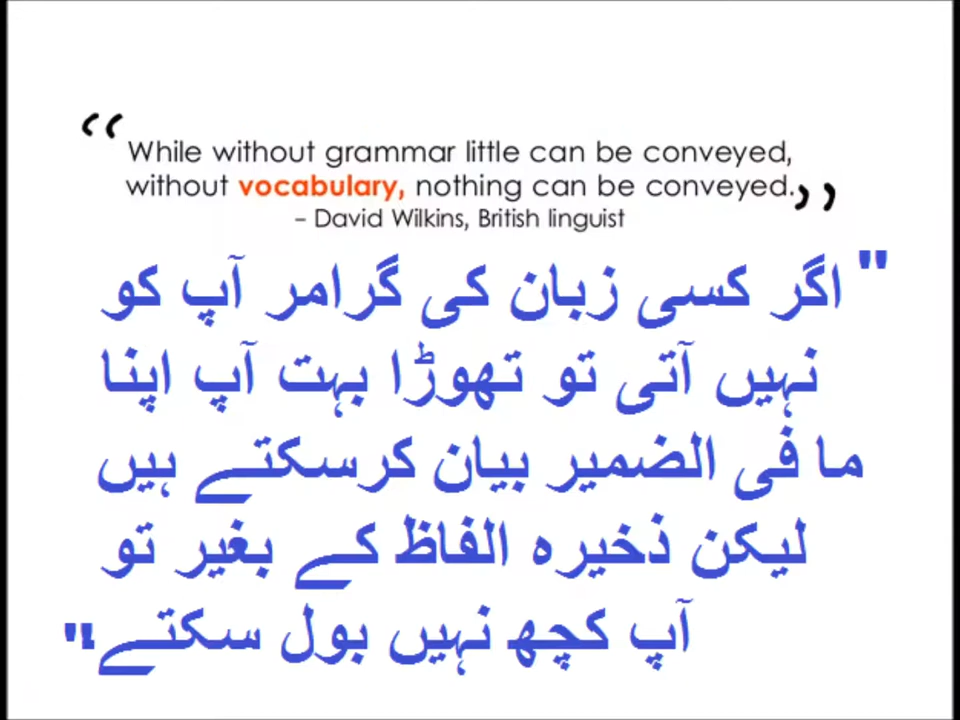 “While without grammar little can be conveyed,
without vocabulary, nothing can be conveyed.”
– David Wilkins, British linguist
"اگر کسی زبان کی گرامر آپ کو
نہیں آتی تو تھوڑا بہت آپ اپنا
ما فی الضمیر بیان کرسکتے ہیں
لیکن ذخیرہ الفاظ کے بغیر تو
آپ کچھ نہیں بول سکتے۔"